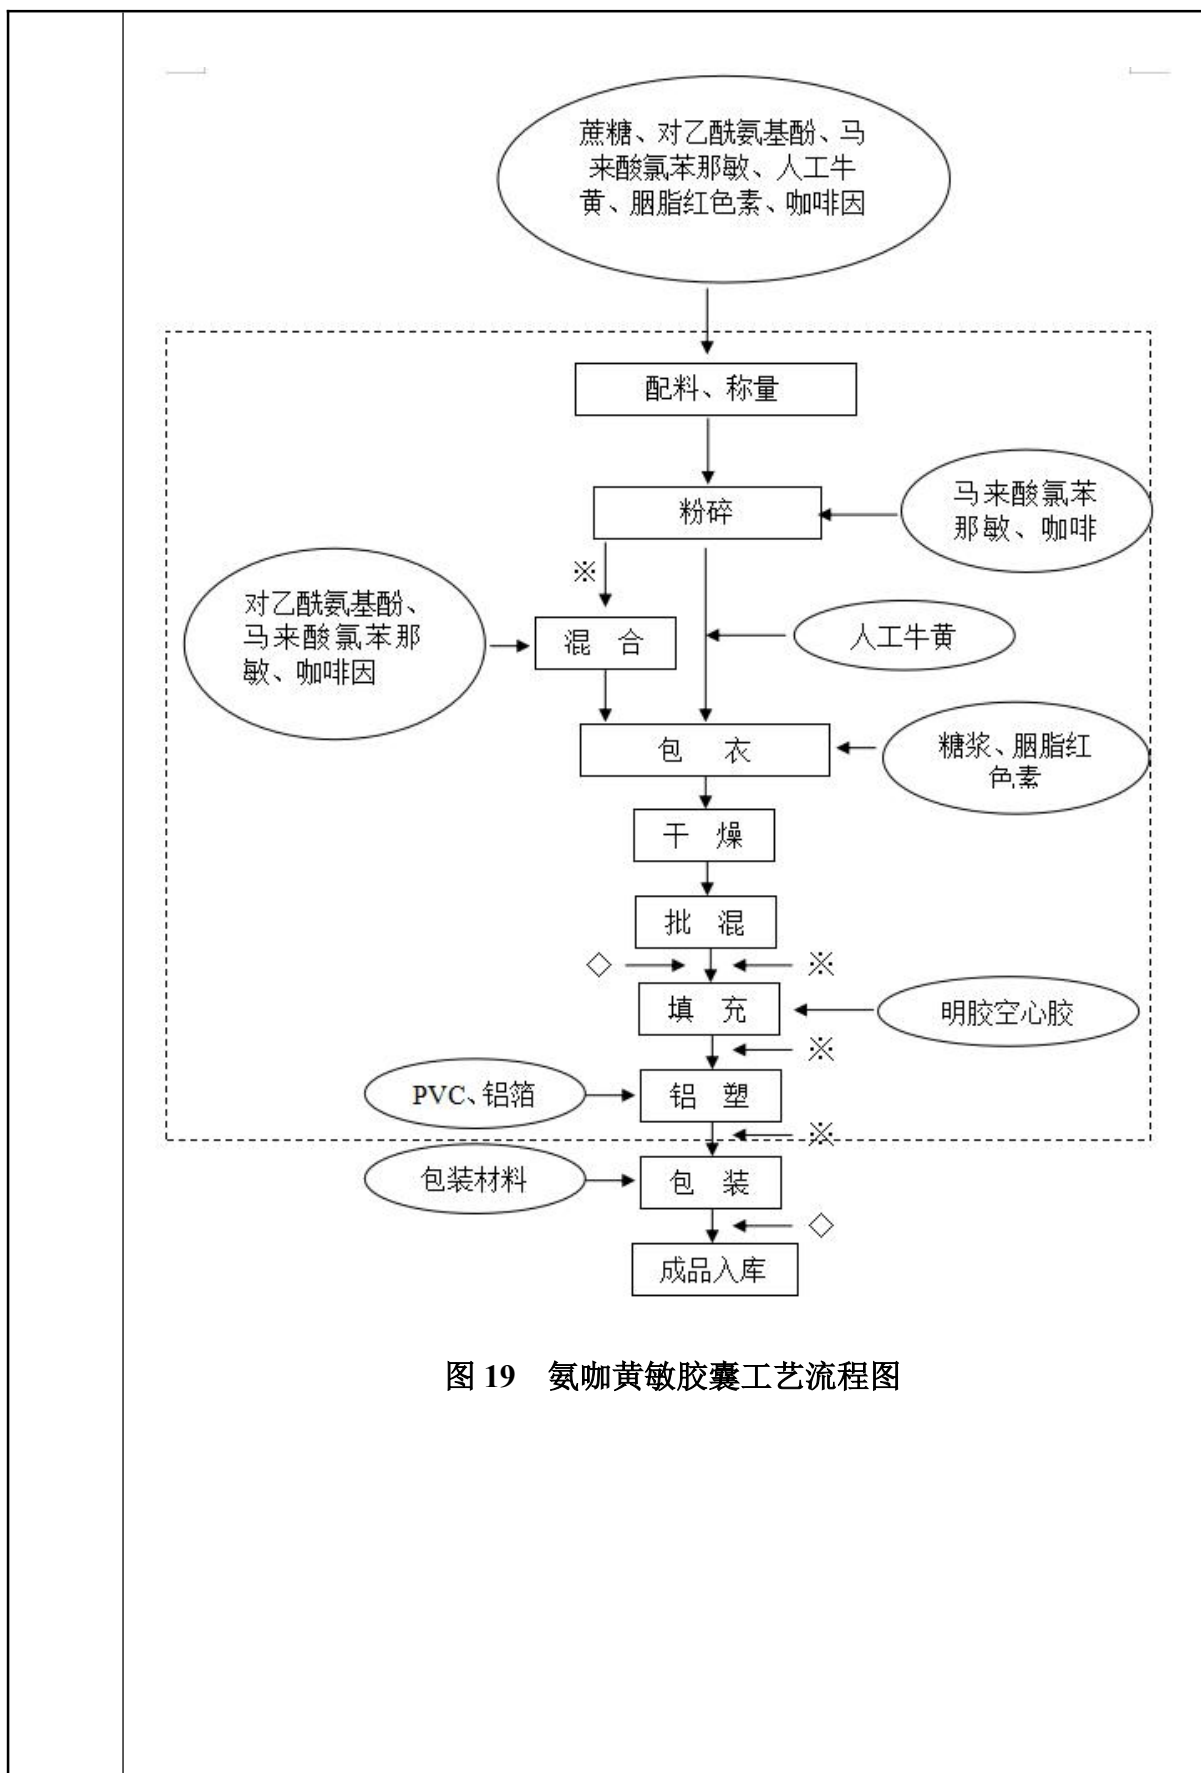 蔗糖、对乙酰氨基酚、马
来酸氯苯那敏、人工牛
黄、胭脂红色素、咖啡因
配料、称量
粉碎
马来酸氯苯
那敏、咖啡
※
对乙酰氨基酚、
马来酸氯苯那
敏、咖啡因
混 合
人工牛黄
包 衣
糖浆、胭脂红
色素
干 燥
批 混
◇ ※
填 充
明胶空心胶
※
PVC、铝箔
铝 塑
※
包装材料
包 装
◇
成品入库
图 19 氨咖黄敏胶囊工艺流程图